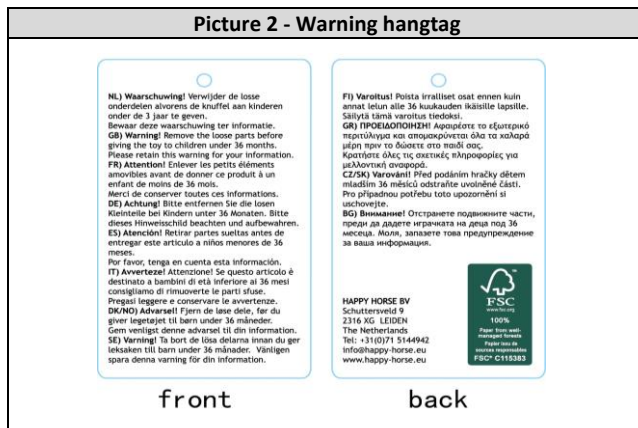 Picture 2 - Warning hangtag
NL) Waarschuwing! Verwijder de losse
onderdelen alvorens de knuffel aan kinderen
onder de 3 jaar te geven.
Bewaar deze waarschuwing ter informatie.
GB) Warning! Remove the loose parts before
giving the toy to children under 36 months.
Please retain this warning for your information.
FR) Attention! Enlever les petits éléments
amovibles avant de donner ce produit à un
enfant de moins de 36 mois.
Merci de conserver toutes ces informations.
DE) Achtung! Bitte entfernen Sie die losen
Kleinteile bei Kindern unter 36 Monaten. Bitte
dieses Hinweisschild beachten und aufbewahren.
ES) Atención! Retirar partes sueltas antes de
entregar este articulo a niños menores de 36
meses.
Por favor, tenga en cuenta esta información.
IT) Avverteze! Attenzione! Se questo articolo è
destinato a bambini di età inferiore ai 36 mesi
consigliamo di rimuoverte le parti sfuse.
Pregasi leggere e conservare le avvertenze.
DK/NO) Advarsel! Fjern de løse dele, før du
giver legetøjet til børn under 36 måneder.
Gem venligst denne advarsel til din information.
SE) Varning! Ta bort de lösa delarna innan du ger
leksaken till barn under 36 månader. Vänligen
spara denna varning för din information.
front
FI) Varoitus! Poista irralliset osat ennen kuin
annat lelun alle 36 kuukauden ikäisille lapsille.
Säilytä tämä varoitus tiedoksi.
GR) ΠΡΟΕΙΔΟΠΟΙΗΣΗ! Αφαιρέστε το εξωτερικό
περιτύλιγμα και απομακρύνεται όλα τα χαλαρά
μέρη πριν το δώσετε στο παιδί σας.
Κρατήστε όλες τις σχετικές πληροφορίες για
μελλοντική αναφορά.
CZ/SK) Varování! Před podáním hračky dětem
mladším 36 měsíců odstraňte uvolněné části.
Pro případnou potřebu toto upozornění si
uschovejte.
BG) Внимание! Отстранете подвижните части,
преди да дадете играчката на деца под 36
месеца. Моля, запазете това предупреждение
за ваша информация.
HAPPY HORSE BV
Schuttersveld 9
2316 XG LEIDEN
The Netherlands
Tel: +31(0)71 5144942
info@happy-horse.eu
www.happy-horse.eu
FSC
www.fsc.org
100%
Paper from well-
managed forests
Papier issu de
sources responsables
FSC® C115383
back